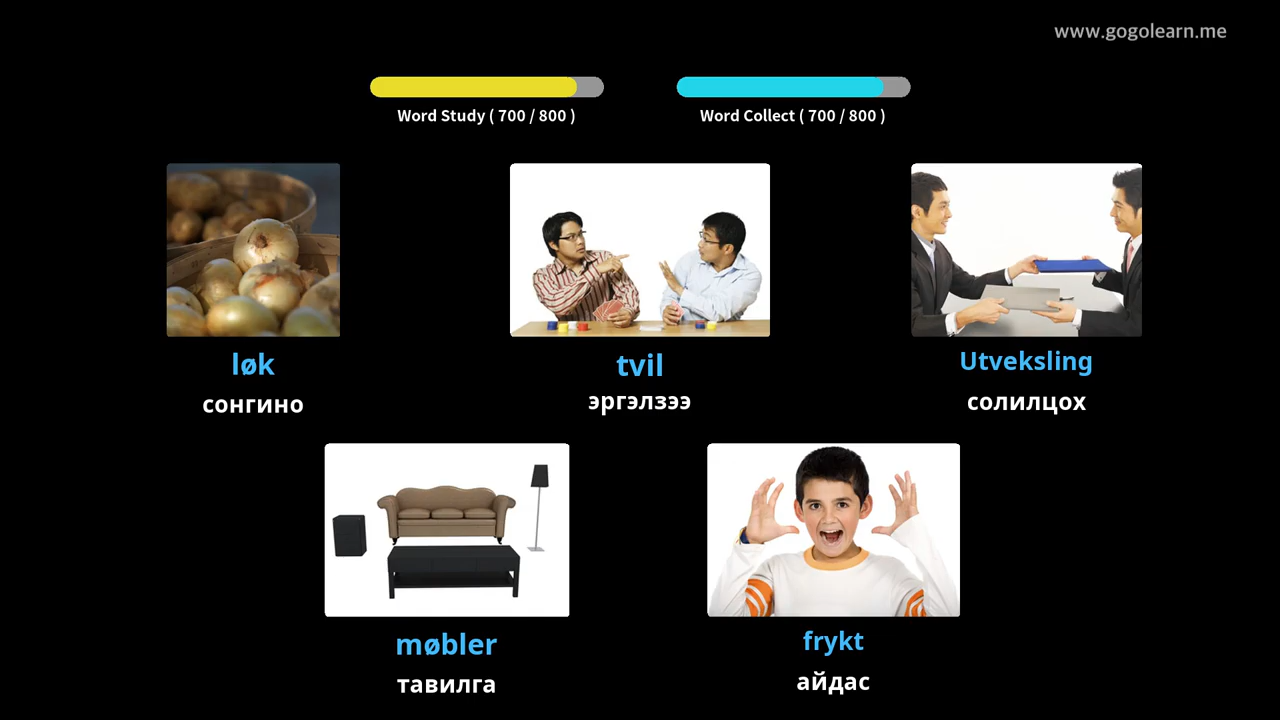 www.gogolearn.me
Word Study ( 700 / 800 )
Word Collect ( 700 / 800 )
løk
сонгино
tvil
эргэлзээ
Utveksling
солилцох
møbler
тавилга
frykt
айдас